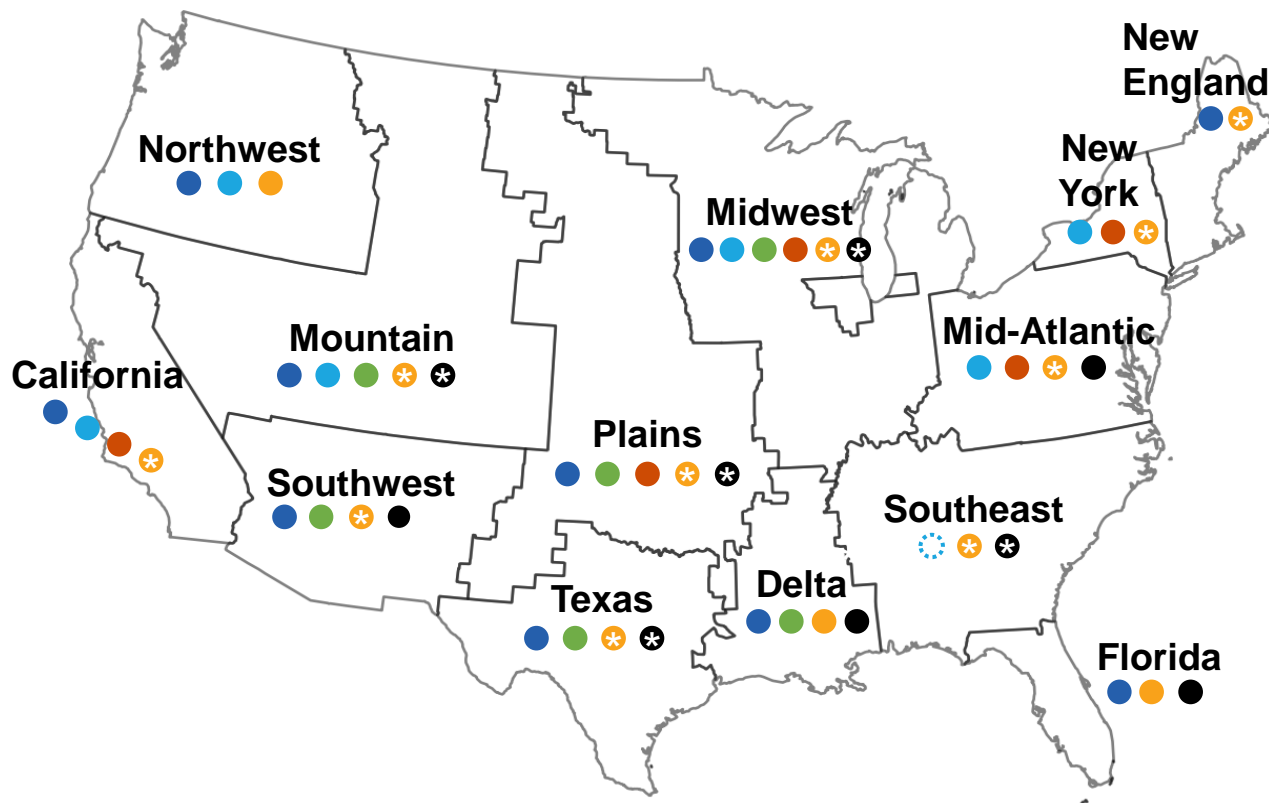 New
England
*
Northwest
New
York
*
Midwest
* *
Mid-Atlantic
*
Mountain
* *
California
*
Plains
* *
Southwest
*
Southeast
* *
Delta
Texas
* *
Florida